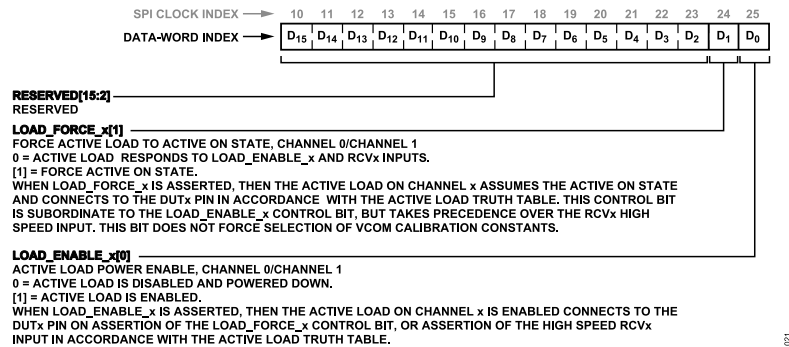 SPI CLOCK INDEX 10 11 12 13 14 15 16 17 18 19 20 21 22 23 24 25
DATA-WORD INDEX D15 D14 D13 D12 D11 D10 D9 D8 D7 D6 D5 D4 D3 D2 D1 D0
RESERVED[15:2]
RESERVED
LOAD_FORCE_x[1]
FORCE ACTIVE LOAD TO ACTIVE ON STATE, CHANNEL 0/CHANNEL 1
0 = ACTIVE LOAD RESPONDS TO LOAD_ENABLE_x AND RCVx INPUTS.
[1] = FORCE ACTIVE ON STATE.
WHEN LOAD_FORCE_x IS ASSERTED, THEN THE ACTIVE LOAD ON CHANNEL x ASSUMES THE ACTIVE ON STATE
AND CONNECTS TO THE DUTx PIN IN ACCORDANCE WITH THE ACTIVE LOAD TRUTH TABLE. THIS CONTROL BIT
IS SUBORDINATE TO THE LOAD_ENABLE_x CONTROL BIT, BUT TAKES PRECEDENCE OVER THE RCVx HIGH
SPEED INPUT. THIS BIT DOES NOT FORCE SELECTION OF VCOM CALIBRATION CONSTANTS.
LOAD_ENABLE_x[0]
ACTIVE LOAD POWER ENABLE, CHANNEL 0/CHANNEL 1
0 = ACTIVE LOAD IS DISABLED AND POWERED DOWN.
[1] = ACTIVE LOAD IS ENABLED.
WHEN LOAD_ENABLE_x IS ASSERTED, THEN THE ACTIVE LOAD ON CHANNEL x IS ENABLED CONNECTS TO THE
DUTx PIN ON ASSERTION OF THE LOAD_FORCE_x CONTROL BIT, OR ASSERTION OF THE HIGH SPEED RCVx
INPUT IN ACCORDANCE WITH THE ACTIVE LOAD TRUTH TABLE.
021